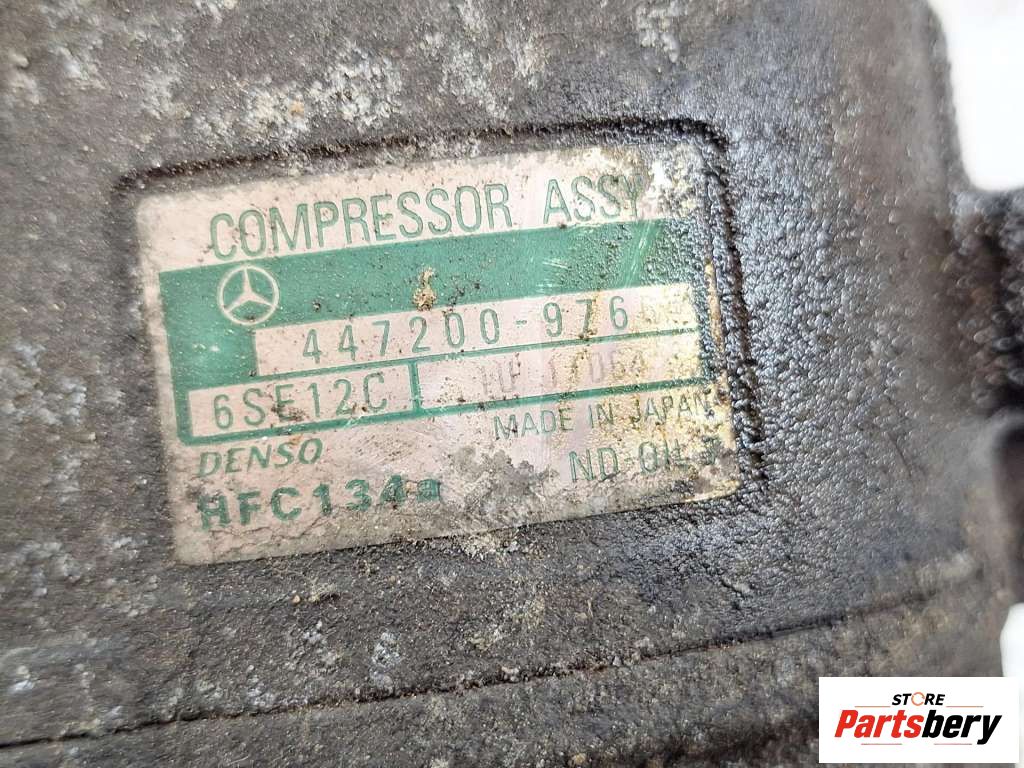 COMPRESSOR ASSY
447200-976
6SE12C
MADE IN JAPAN
DENSO
ND-OIL
HFC134a
STORE
Partsbery